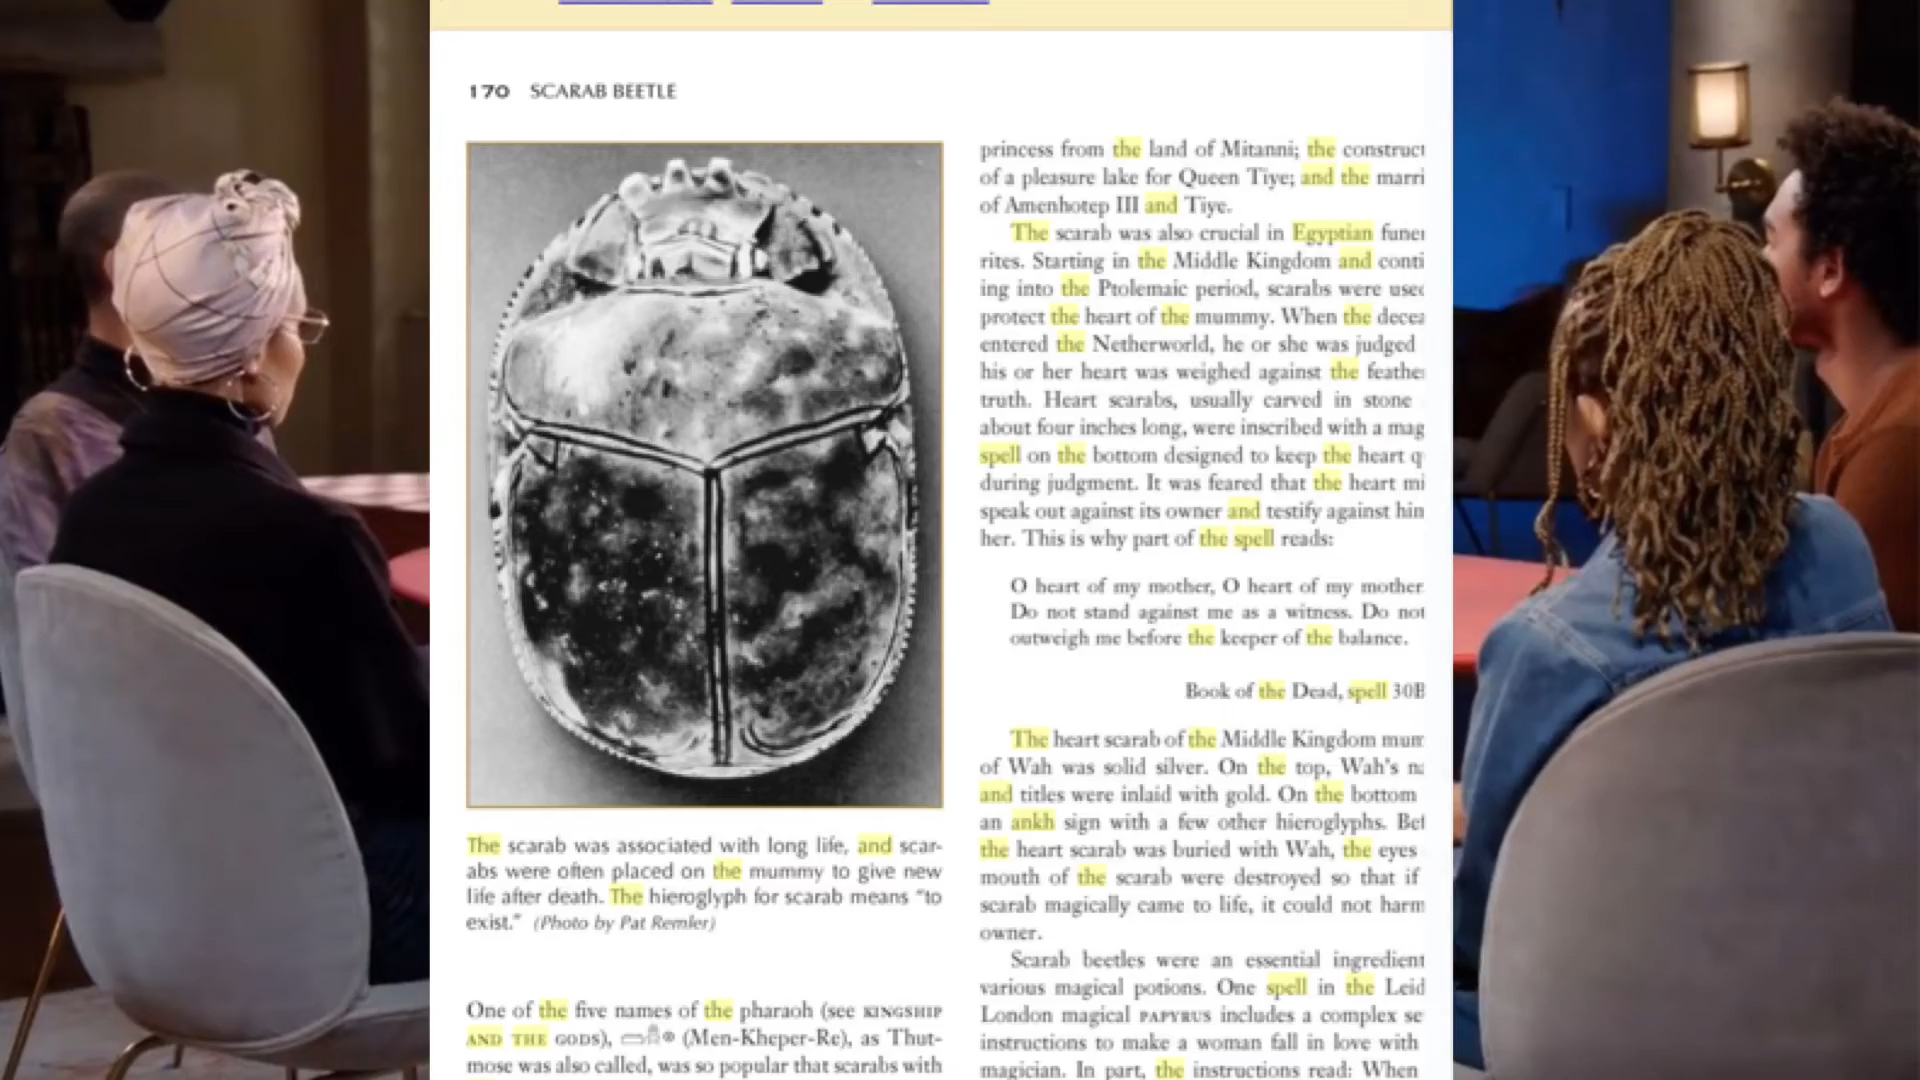 170 SCARAB BEETLE
The scarab was associated with long life, and scar-
abs were often placed on the mummy to give new
life after death. The hieroglyph for scarab means "to
exist." (Photo by Pat Remler)
One of the five names of the pharaoh (see KINGSHIP
AND THE GODS), (Men-Kheper-Re), as Thut-
mose was also called, was so popular that scarabs with
princess from the land of Mitanni; the construct
of a pleasure lake for Queen Tiye; and the marri
of Amenhotep III and Tiye.
The scarab was also crucial in Egyptian funer
rites. Starting in the Middle Kingdom and conti
ing into the Ptolemaic period, scarabs were used
protect the heart of the mummy. When the decea
entered the Netherworld, he or she was judged
his or her heart was weighed against the feather
truth. Heart scarabs, usually carved in stone
about four inches long, were inscribed with a mag
spell on the bottom designed to keep the heart q
during judgment. It was feared that the heart mi
speak out against its owner and testify against him
her. This is why part of the spell reads:
O heart of my mother, O heart of my mother
Do not stand against me as a witness. Do not
outweigh me before the keeper of the balance.
Book of the Dead, spell 30B
The heart scarab of the Middle Kingdom mum
of Wah was solid silver. On the top, Wah's na
and titles were inlaid with gold. On the bottom
an ankh sign with a few other hieroglyphs. Bef
the heart scarab was buried with Wah, the eyes
mouth of the scarab were destroyed so that if
scarab magically came to life, it could not harm
owner.
Scarab beetles were an essential ingredient
various magical potions. One spell in the Leid
London magical PAPYRUS includes a complex se
instructions to make a woman fall in love with
magician. In part, the instructions read: When